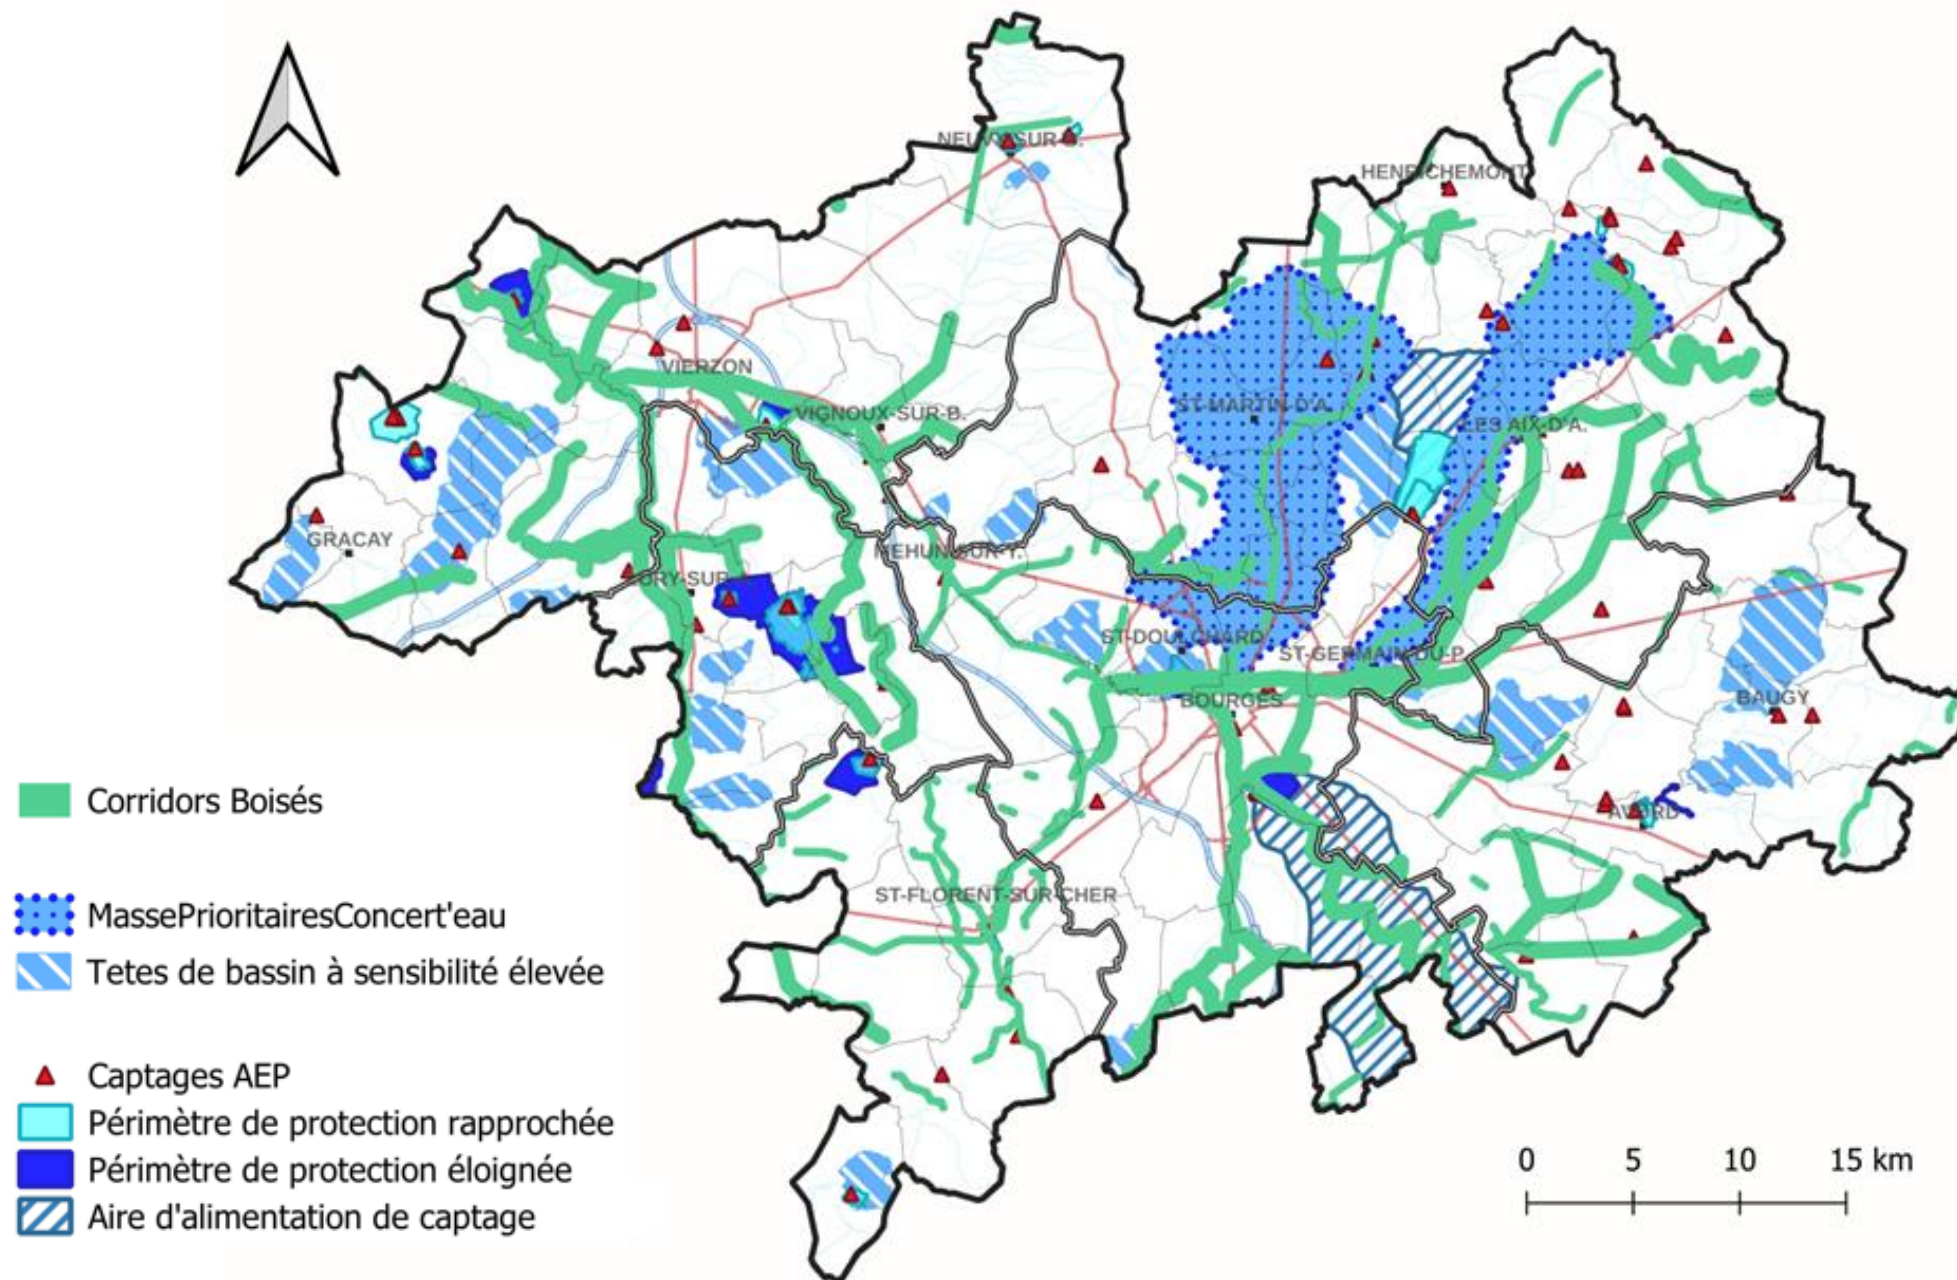 NEUVY-SUR-B.
HENRICHEMONT
VIERZON
VIGNOUX-SUR-B.
ST-MARTIN-D'A.
LES AIX-D'A.
GRACAY
MEHUN-SUR-Y.
URY-SUR-
ST-DOULCHARD
ST-GERMAIN-DU-P.
BOURGES
BAUGY
AVORD
ST-FLORENT-SUR-CHER
Corridors Boisés
MassePrioritairesConcert'eau
Tetes de bassin à sensibilité élevée
Captages AEP
Périmètre de protection rapprochée
Périmètre de protection éloignée
Aire d'alimentation de captage
0 5 10 15 km